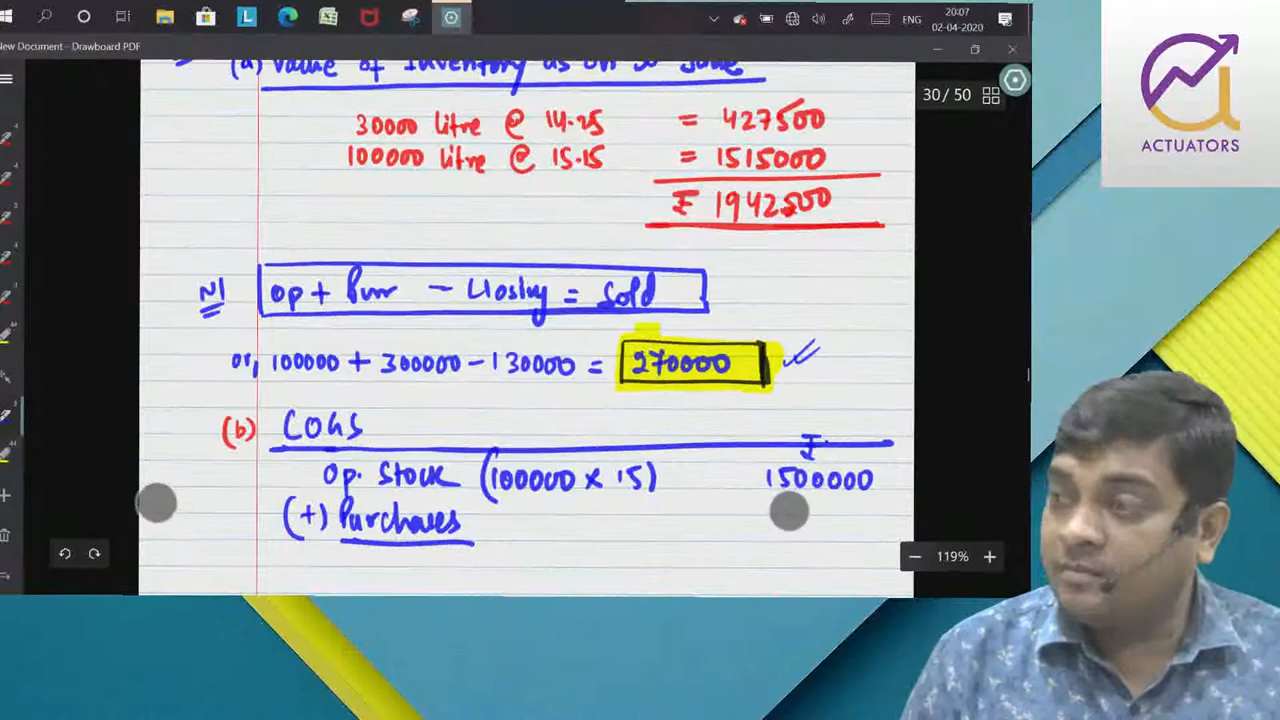 20:07
ENG
02-04-2020
New Document - Drawboard PDF
(a) Value of Inventory as on 30 June
30/50
30000 litre @ 14.25 = 427500
100000 litre @ 15.15 = 1515000
₹ 1942500
ACTUATORS
N1 Op + Purr - Closing = Sold
or, 100000 + 300000 - 130000 = 270000
(b) COGS
₹
Op. Stock (100000 x 15) 1500000
(+) Purchases
119%